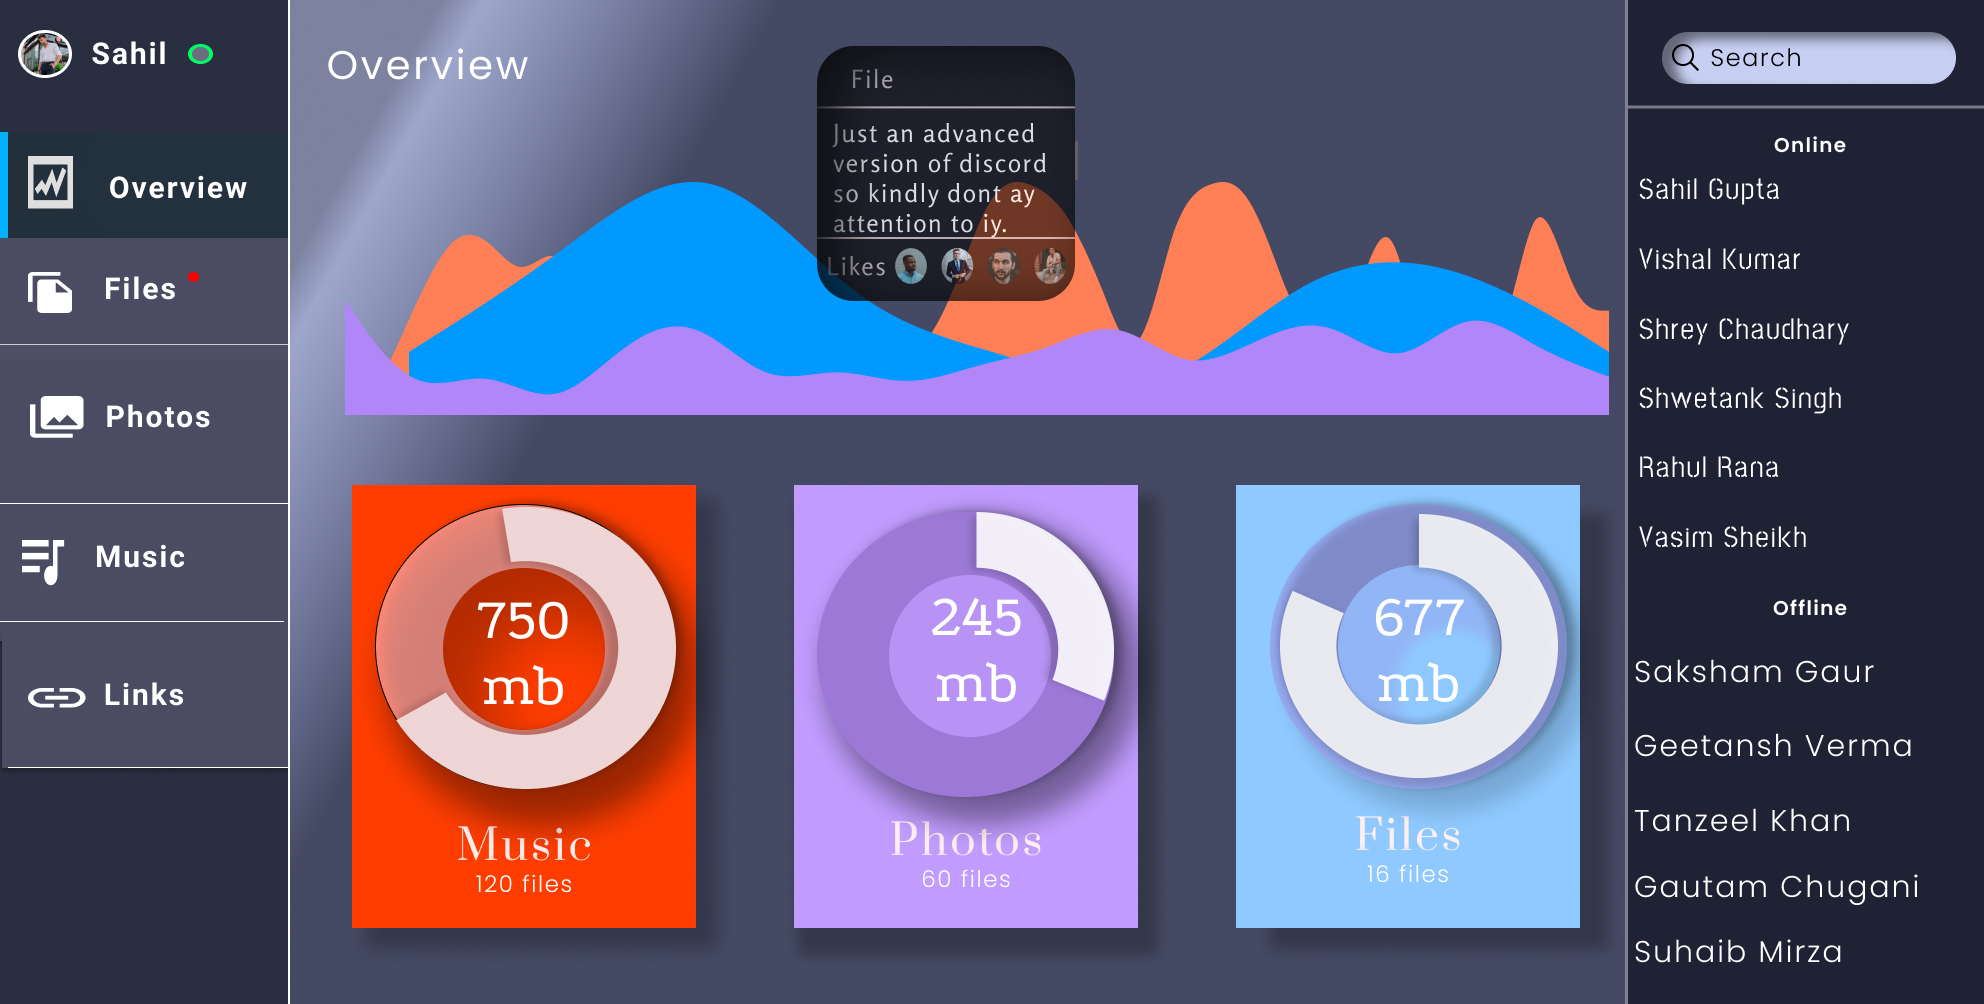 Sahil
Overview
Files
Photos
Music
Links
Overview
File
Just an advanced
version of discord
so kindly dont ay
attention to iy.
Likes
750
mb
Music
120 files
245
mb
Photos
60 files
677
mb
Files
16 files
Search
Online
Sahil Gupta
Vishal Kumar
Shrey Chaudhary
Shwetank Singh
Rahul Rana
Vasim Sheikh
Offline
Saksham Gaur
Geetansh Verma
Tanzeel Khan
Gautam Chugani
Suhaib Mirza